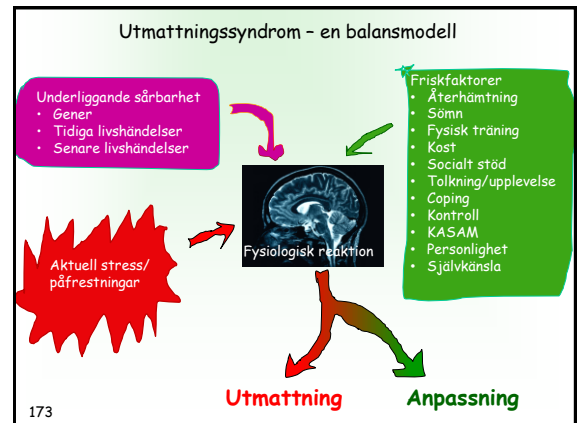 Utmattningssyndrom – en balansmodell
Underliggande sårbarhet
• Gener
• Tidiga livshändelser
• Senare livshändelser
Friskfaktorer
• Återhämtning
• Sömn
• Fysisk träning
• Kost
• Socialt stöd
• Tolkning/upplevelse
• Coping
• Kontroll
• KASAM
• Personlighet
• Självkänsla
Aktuell stress/
påfrestningar
Fysiologisk reaktion
Utmattning
Anpassning
173